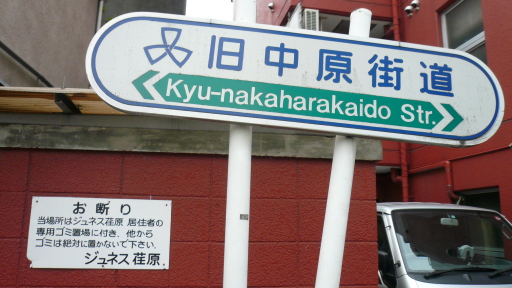 旧中原街道
Kyu-nakaharakaido Str.
お断り
当場所はジュネス荏原 居住者の
専用ゴミ置場に付き、他から
ゴミは絶対に置かないで下さい。
ジュネス荏原